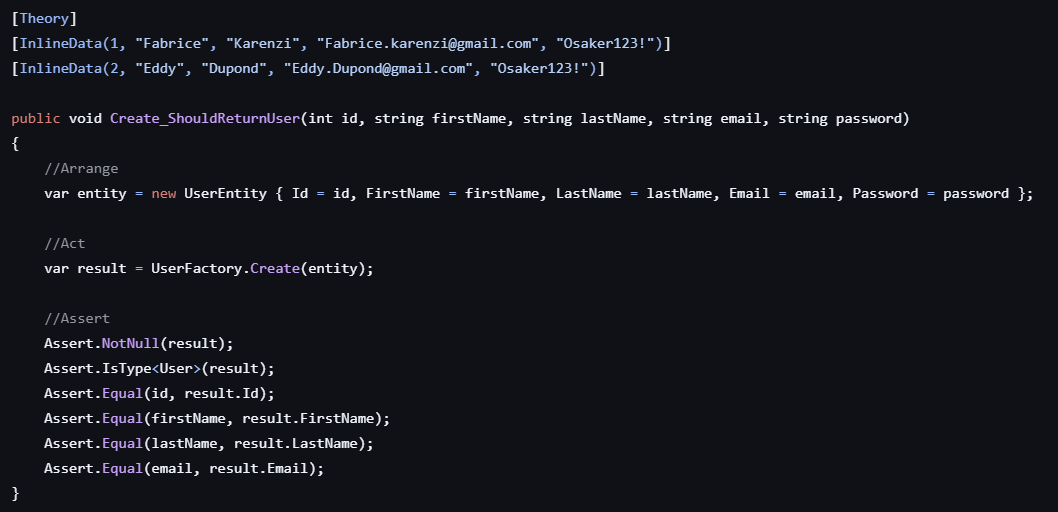 [Theory]
[InlineData(1, "Fabrice", "Karenzi", "Fabrice.karenzi@gmail.com", "Osaker123!")]
[InlineData(2, "Eddy", "Dupond", "Eddy.Dupond@gmail.com", "Osaker123!")]
public void Create_ShouldReturnUser(int id, string firstName, string lastName, string email, string password)
{
//Arrange
var entity = new UserEntity { Id = id, FirstName = firstName, LastName = lastName, Email = email, Password = password };
//Act
var result = UserFactory.Create(entity);
//Assert
Assert.NotNull(result);
Assert.IsType<User>(result);
Assert.Equal(id, result.Id);
Assert.Equal(firstName, result.FirstName);
Assert.Equal(lastName, result.LastName);
Assert.Equal(email, result.Email);
}